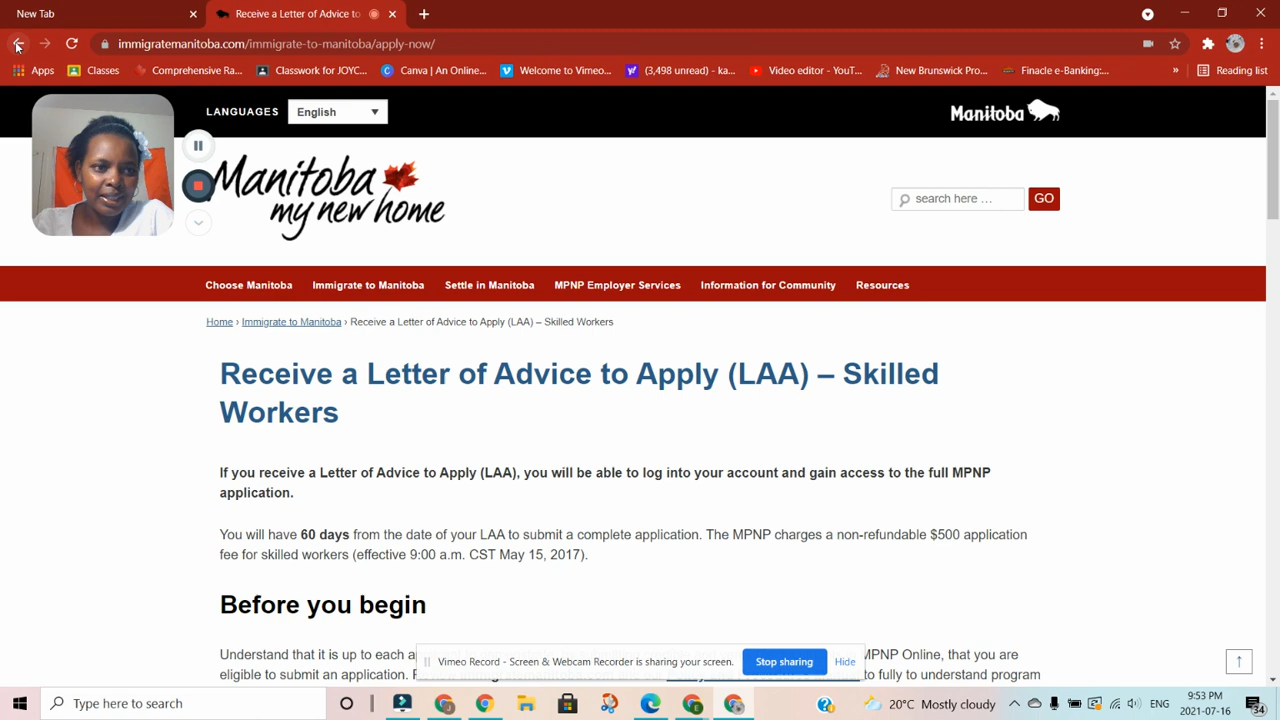 New Tab
Receive a Letter of Advice to
immigratemanitoba.com/immigrate-to-manitoba/apply-now/
Apps
Classes
Comprehensive Ra...
Classwork for JOYC...
Canva | An Online...
Welcome to Vimeo...
(3,498 unread) - ka...
Video editor - YouT...
New Brunswick Pro...
Finacle e-Banking:...
»
Reading list
LANGUAGES
English
Manitoba
Manitoba
my new home
search here ...
GO
Choose Manitoba
Immigrate to Manitoba
Settle in Manitoba
MPNP Employer Services
Information for Community
Resources
Home › Immigrate to Manitoba › Receive a Letter of Advice to Apply (LAA) – Skilled Workers
Receive a Letter of Advice to Apply (LAA) – Skilled
Workers
If you receive a Letter of Advice to Apply (LAA), you will be able to log into your account and gain access to the full MPNP
application.
You will have 60 days from the date of your LAA to submit a complete application. The MPNP charges a non-refundable $500 application
fee for skilled workers (effective 9:00 a.m. CST May 15, 2017).
Before you begin
Understand that it is up to each MPNP Online, that you are
Vimeo Record - Screen & Webcam Recorder is sharing your screen.
Stop sharing
Hide
eligible to submit an application. to fully to understand program
Type here to search
20°C Mostly cloudy
ENG
9:53 PM
2021-07-16
34